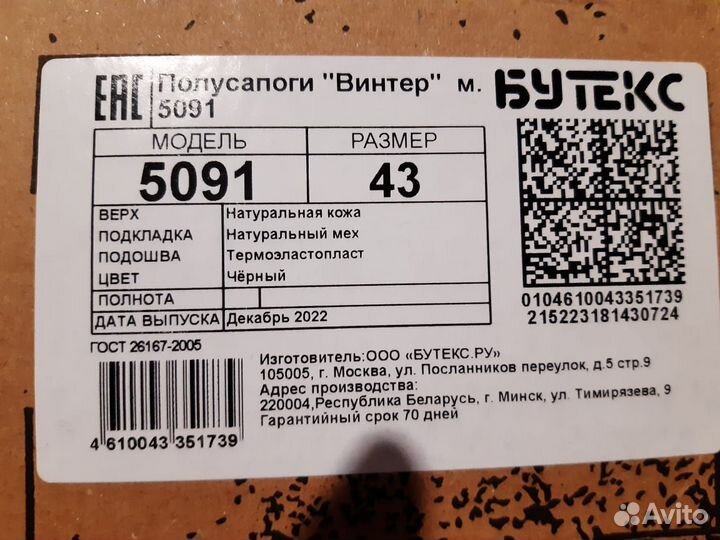 EAC Полусапоги "Винтер" м. БУТЕКС
5091
МОДЕЛЬ РАЗМЕР
5091 43
ВЕРХ Натуральная кожа
ПОДКЛАДКА Натуральный мех
ПОДОШВА Термоэластопласт
ЦВЕТ Чёрный
ПОЛНОТА
ДАТА ВЫПУСКА Декабрь 2022
0104610043351739
215223181430724
ГОСТ 26167-2005
Изготовитель:ООО «БУТЕКС.РУ»
105005, г. Москва, ул. Посланников переулок, д.5 стр.9
Адрес производства:
220004,Республика Беларусь, г. Минск, ул. Тимирязева, 9
Гарантийный срок 70 дней
4 610043 351739
Avito